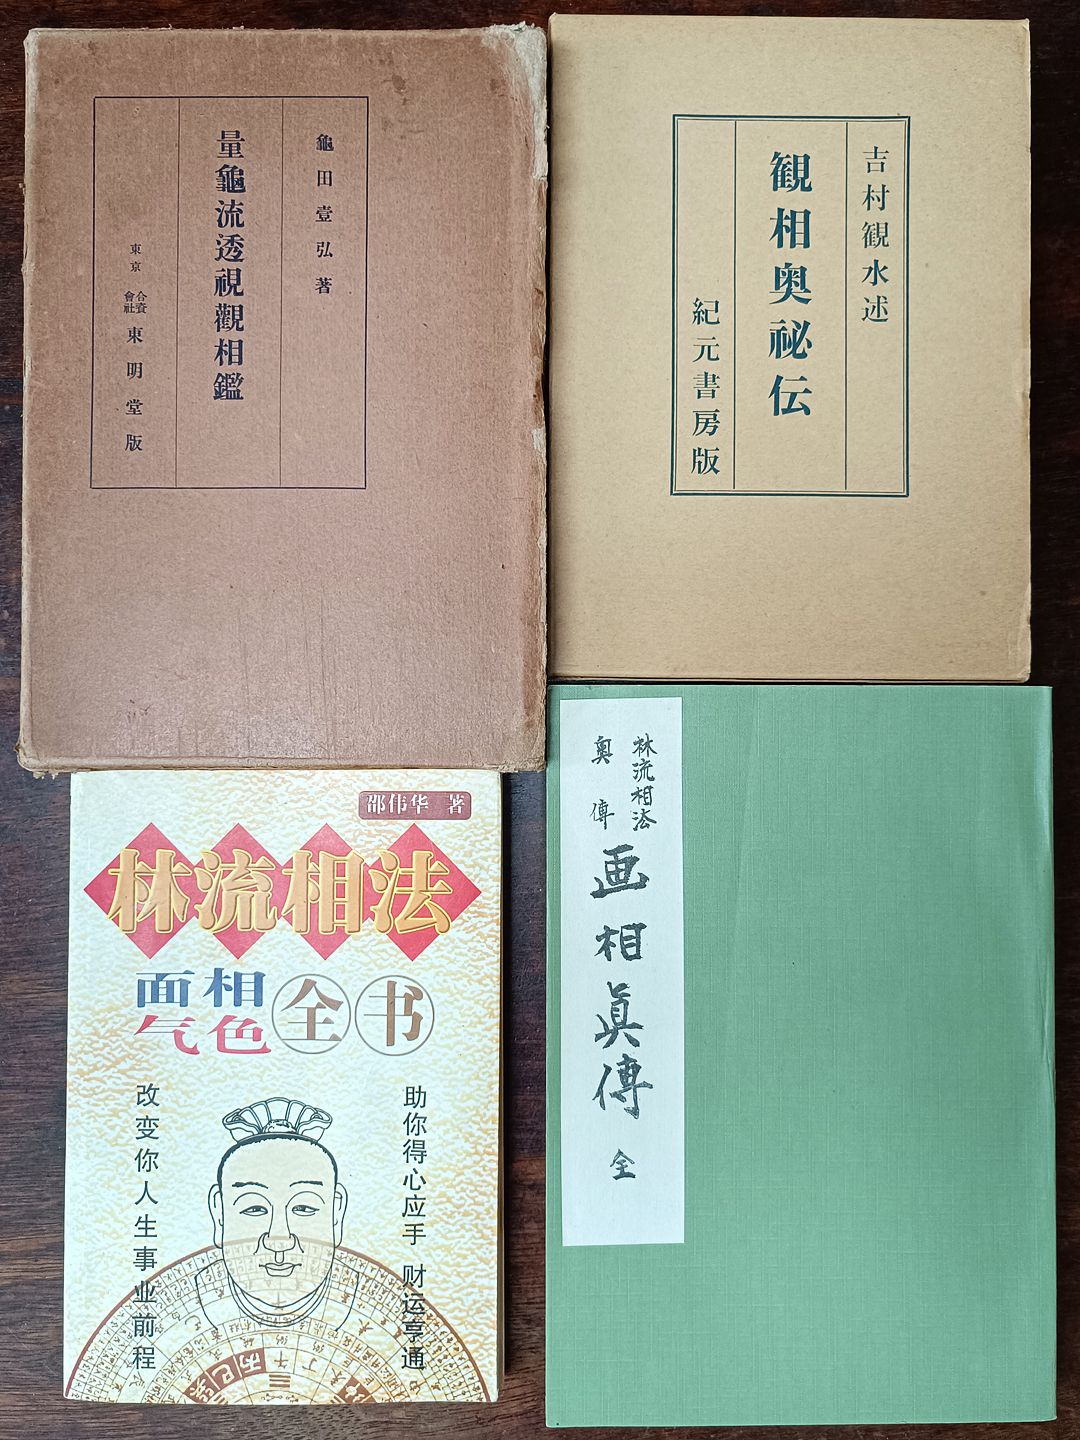 龜田壹弘著
量龜流透視觀相鑑
東京
合資
會社
東明堂版
吉村観水述
観相奥秘伝
紀元書房版
邵伟华 著
林流相法
面相
气色
全书
助你得心应手 财运亨通
改变你人生事业前程
林流相法
奥傳
画相眞傳
全